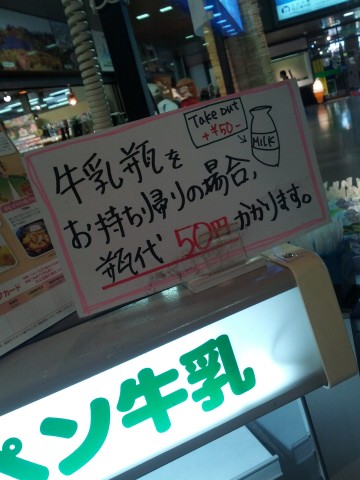 牛乳瓶を
お持ち帰りの場合、
瓶代 50円 かかります。
Take out
+¥50-
MiLK
パン牛乳